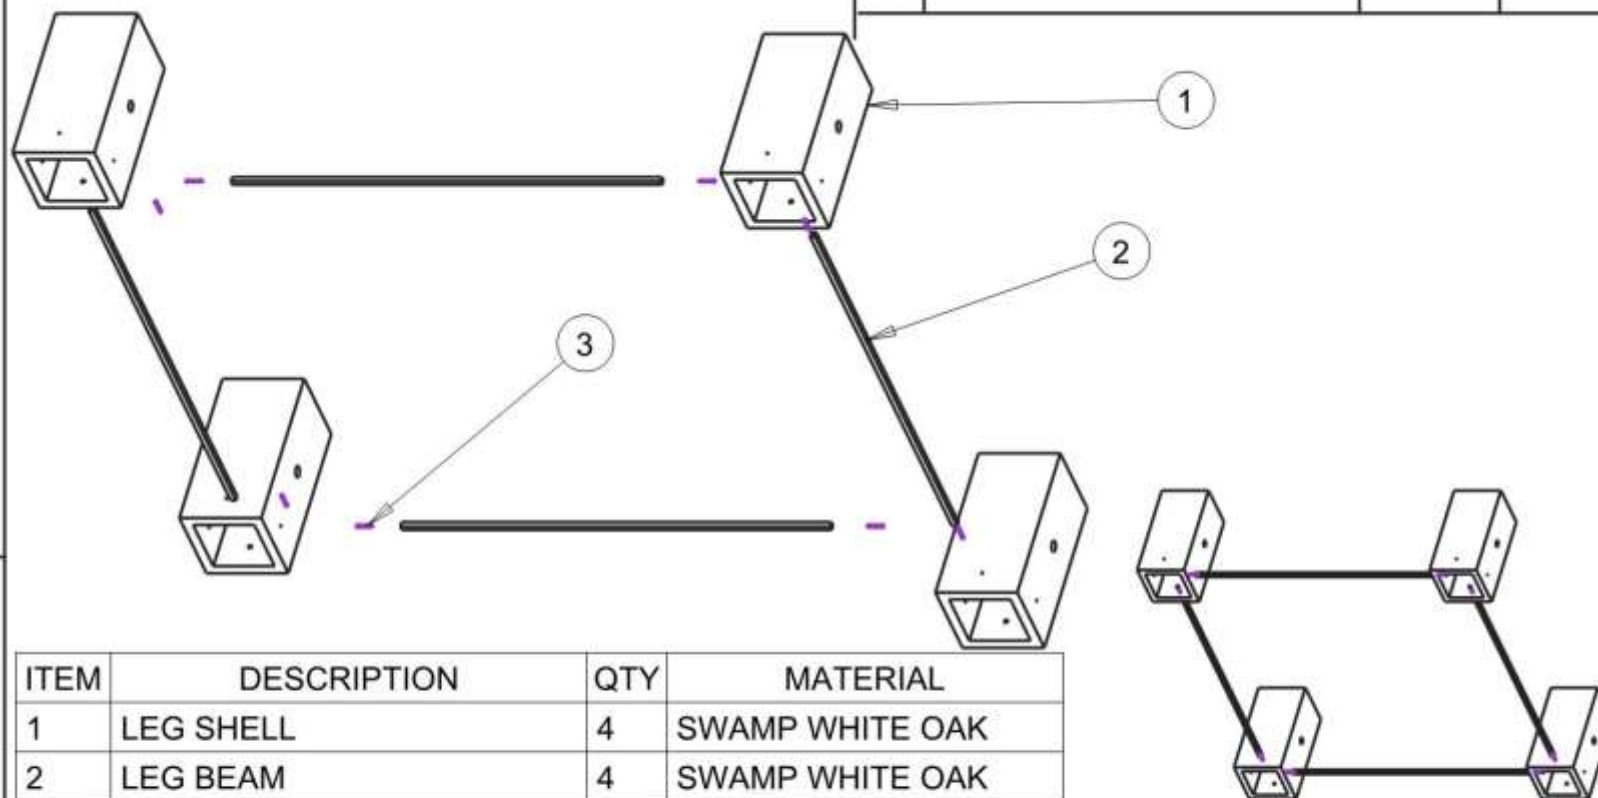 1
2
3
ITEM DESCRIPTION QTY MATERIAL
1 LEG SHELL 4 SWAMP WHITE OAK
2 LEG BEAM 4 SWAMP WHITE OAK